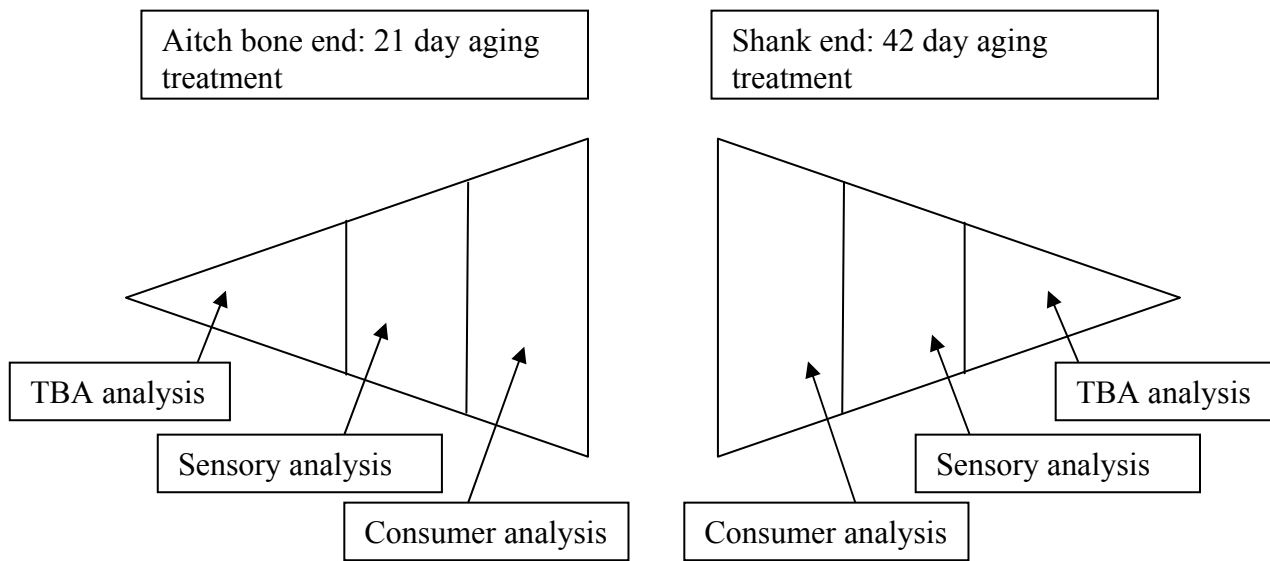 Aitch bone end: 21 day aging
treatment
Shank end: 42 day aging
treatment
TBA analysis
Sensory analysis
Consumer analysis
TBA analysis
Sensory analysis
Consumer analysis